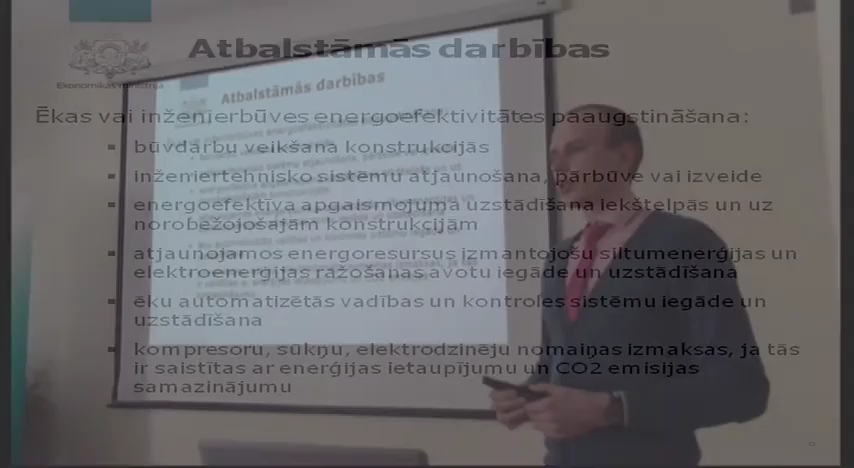 Ekonomikas ministrija
Atbalstāmās darbības
Atbalstāmās darbības
Ēkas vai inženierbūves energoefektivitātes paaugstināšana:
būvdarbu veikšana konstrukcijās
inženiertehnisko sistēmu atjaunošana, pārbūve vai izveide
energoefektīva apgaismojuma uzstādīšana iekštelpās un uz
norobežojošajām konstrukcijām
atjaunojamos energoresursus izmantojošu siltumenerģijas un
elektroenerģijas ražošanas avotu iegāde un uzstādīšana
ēku automatizētās vadības un kontroles sistēmu iegāde un
uzstādīšana
kompresoru, sūkņu, elektrodzinēju nomaiņas izmaksas, ja tās
ir saistītas ar enerģijas ietaupījumu un CO2 emisijas
samazinājumu